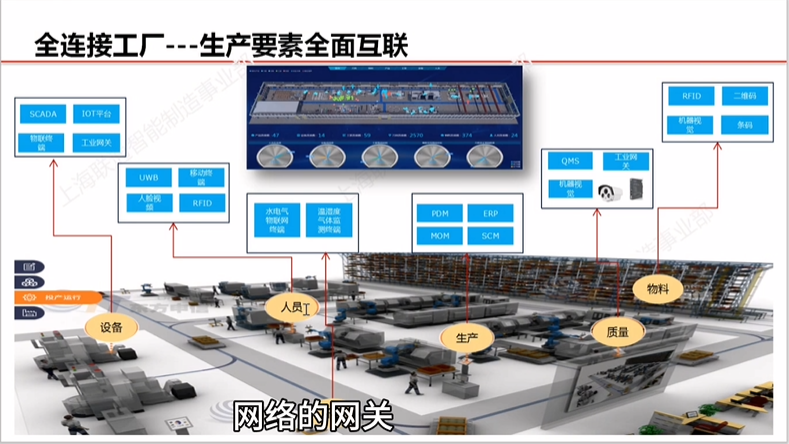 全连接工厂---生产要素全面互联
SCADA
IOT平台
物联终端
工业网关
UWB
移动终端
人脸视频
RFID
水电气物联网终端
温湿度气体监测终端
PDM
ERP
MOM
SCM
QMS
工业网关
机器视觉
RFID
二维码
机器视觉
条码
投产运行
设备
人员
生产
质量
物料
网络的网关